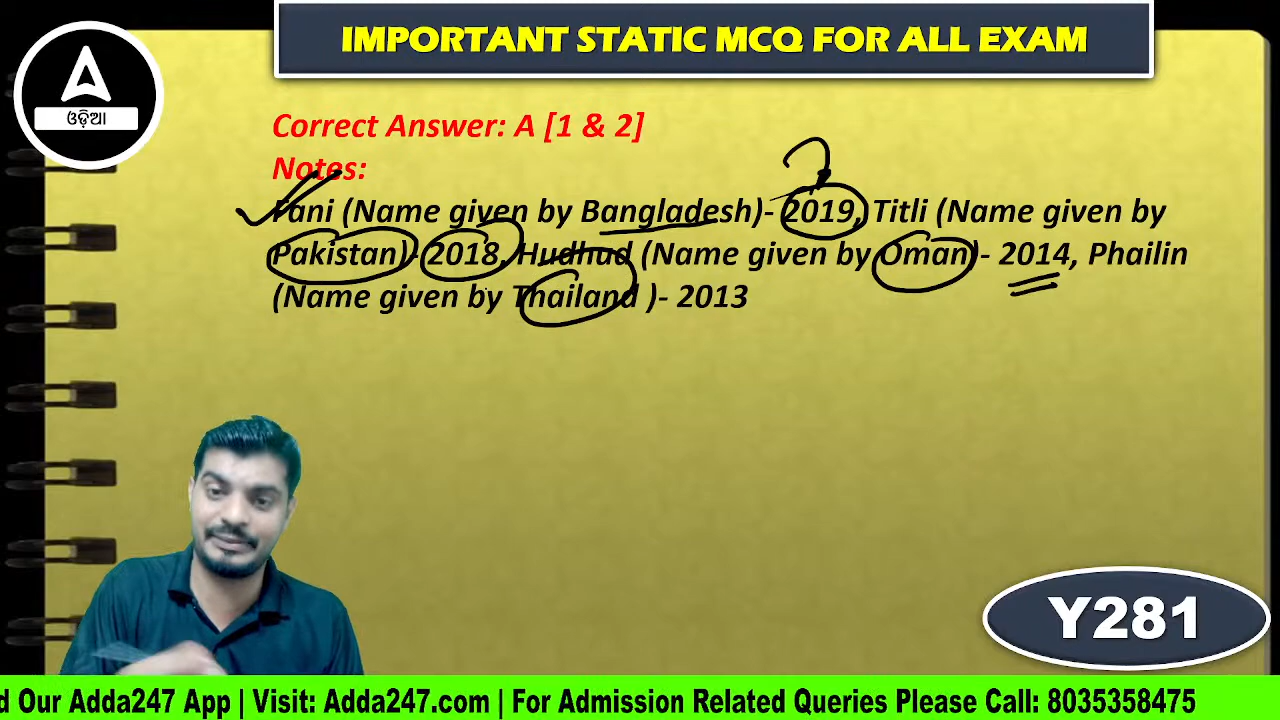 IMPORTANT STATIC MCQ FOR ALL EXAM
ଓଡ଼ିଆ
Correct Answer: A [1 & 2]
Notes:
Fani (Name given by Bangladesh)- 2019, Titli (Name given by
Pakistan)- 2018, Hudhud (Name given by Oman)- 2014, Phailin
(Name given by Thailand )- 2013
Y281
d Our Adda247 App | Visit: Adda247.com | For Admission Related Queries Please Call: 8035358475